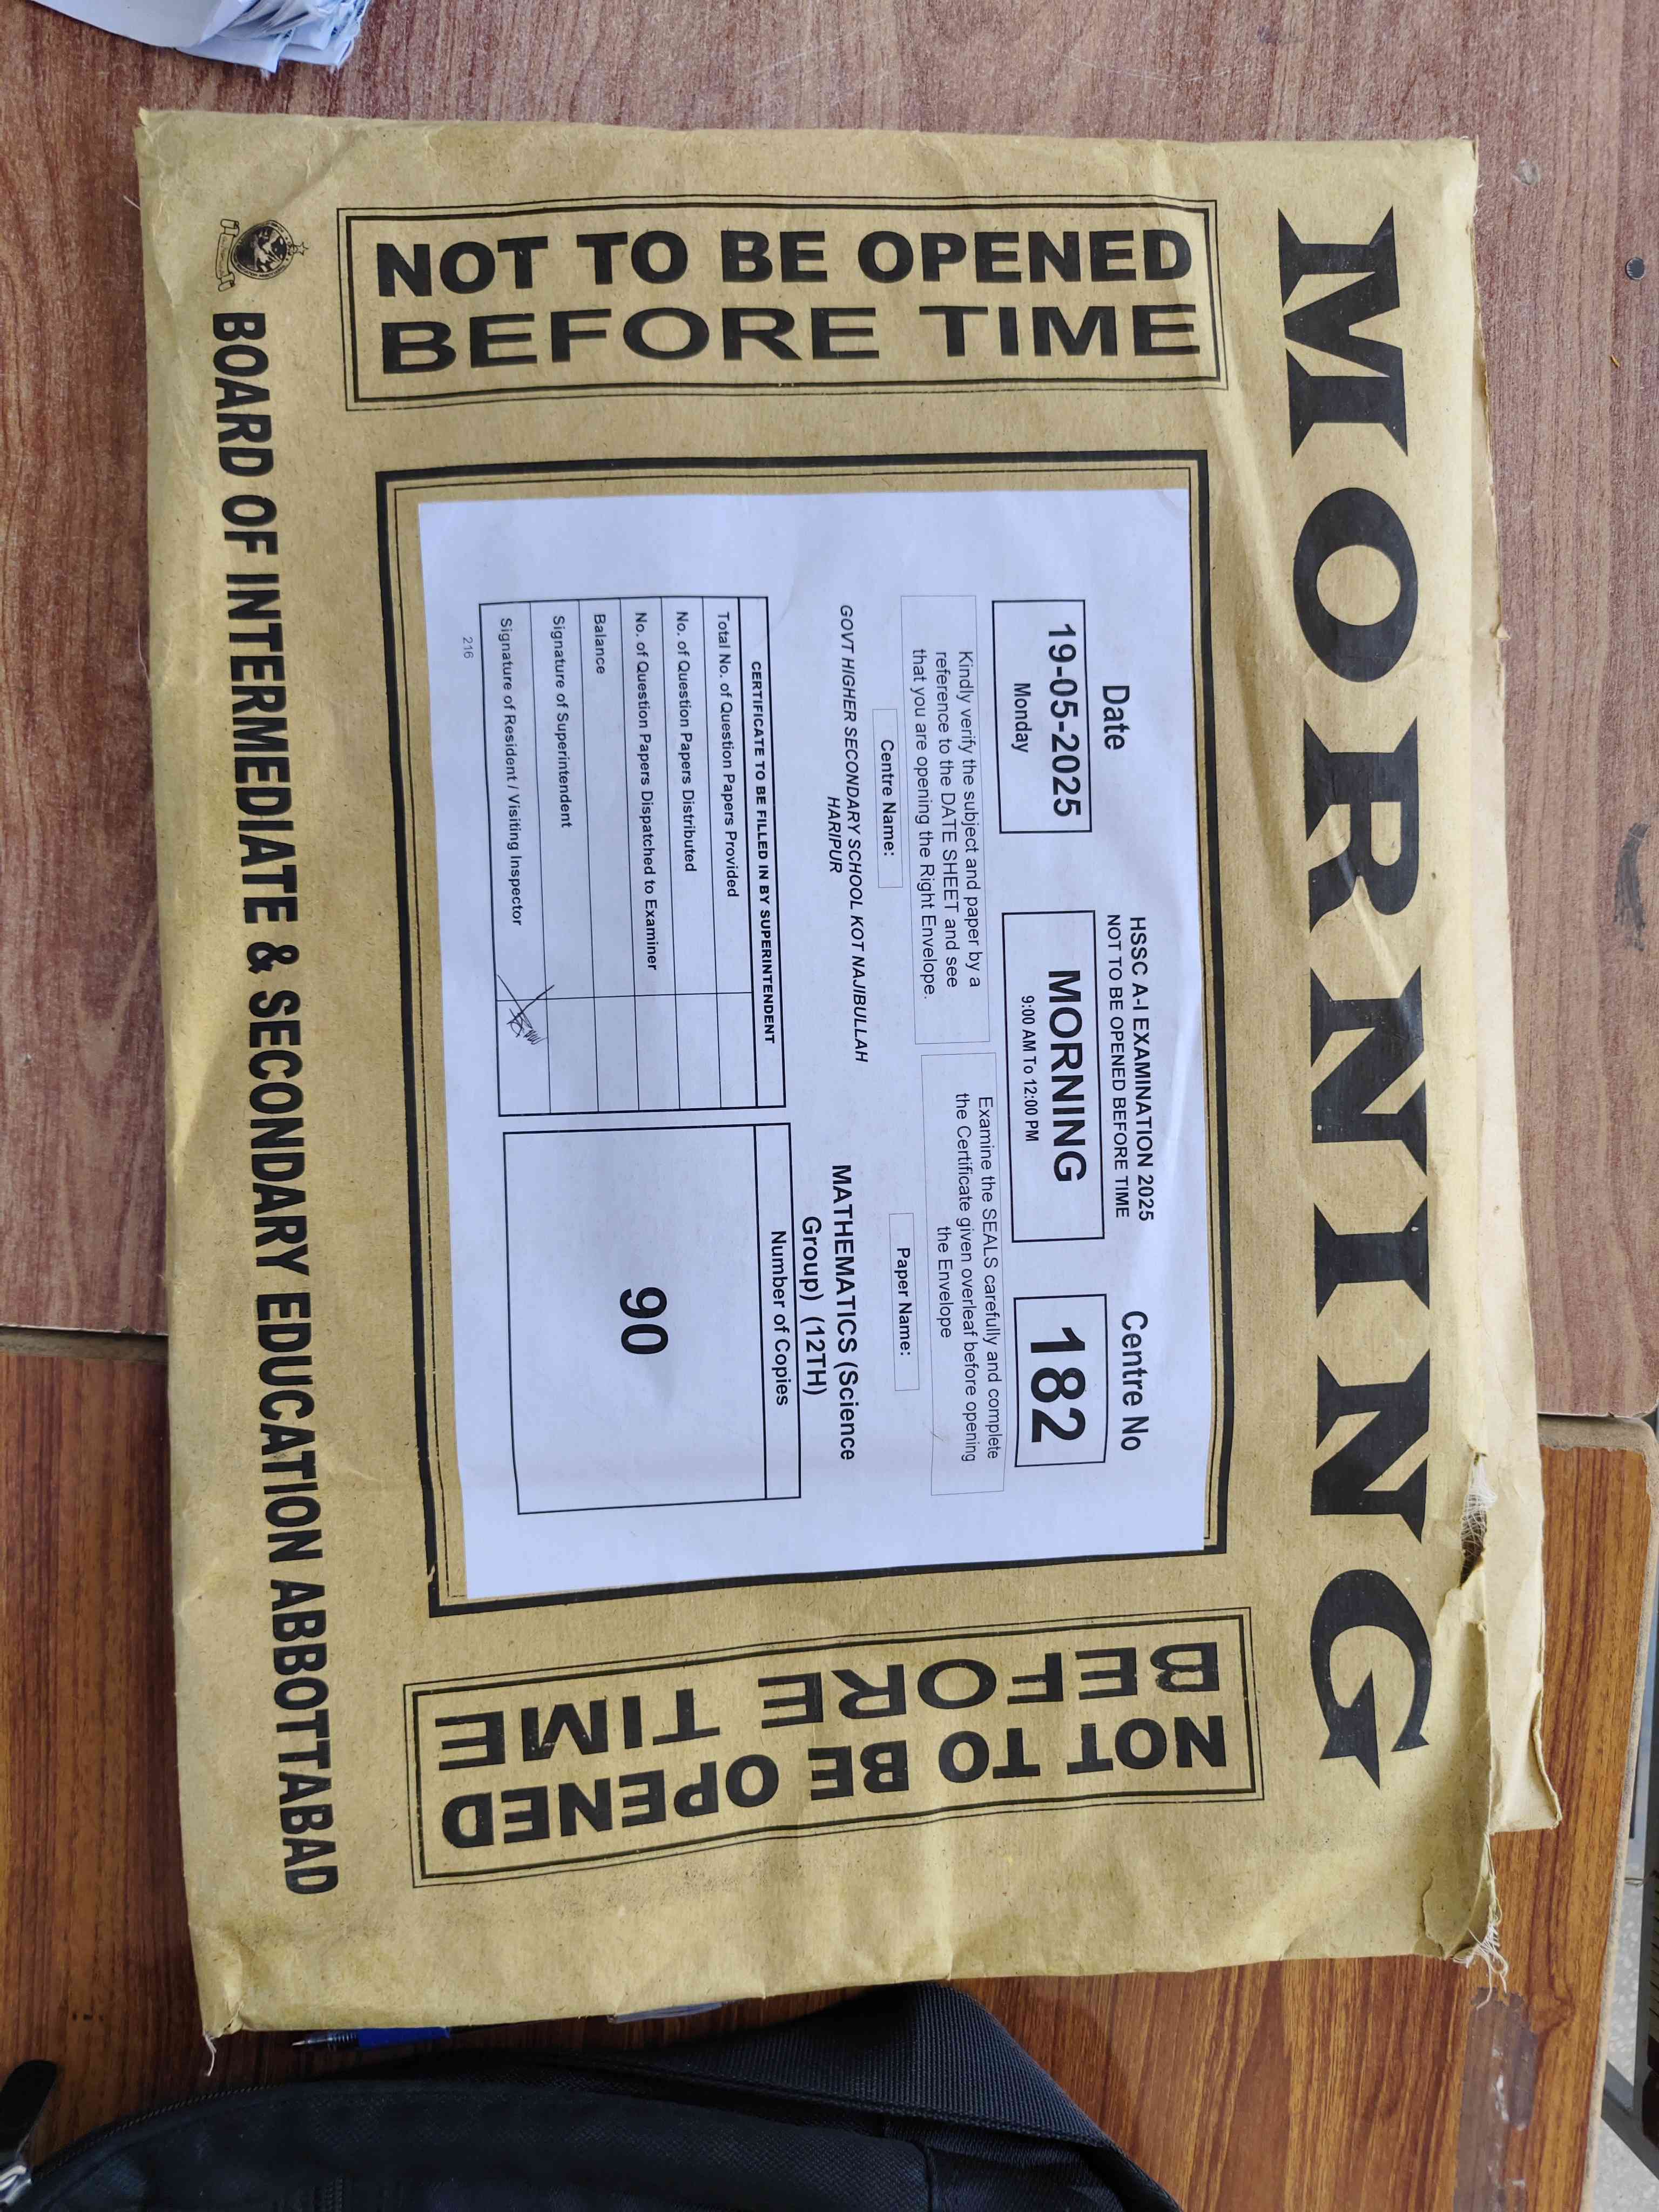 MORNING
NOT TO BE OPENED
BEFORE TIME
HSSC A-I EXAMINATION 2025
NOT TO BE OPENED BEFORE TIME
Date
19-05-2025
Monday
MORNING
9:00 AM To 12:00 PM
Centre No
182
Kindly verify the subject and paper by a
reference to the DATE SHEET and see
that you are opening the Right Envelope.
Examine the SEALS carefully and complete
the Certificate given overleaf before opening
the Envelope
Centre Name:
GOVT HIGHER SECONDARY SCHOOL KOT NAJIBULLAH
HARIPUR
Paper Name:
MATHEMATICS (Science
Group) (12TH)
CERTIFICATE TO BE FILLED IN BY SUPERINTENDENT
Total No. of Question Papers Provided
No. of Question Papers Distributed
No. of Question Papers Dispatched to Examiner
Balance
Signature of Superintendent
Signature of Resident / Visiting Inspector
Number of Copies
90
216
NOT TO BE OPENED
BEFORE TIME
BOARD OF INTERMEDIATE & SECONDARY EDUCATION ABBOTTABAD